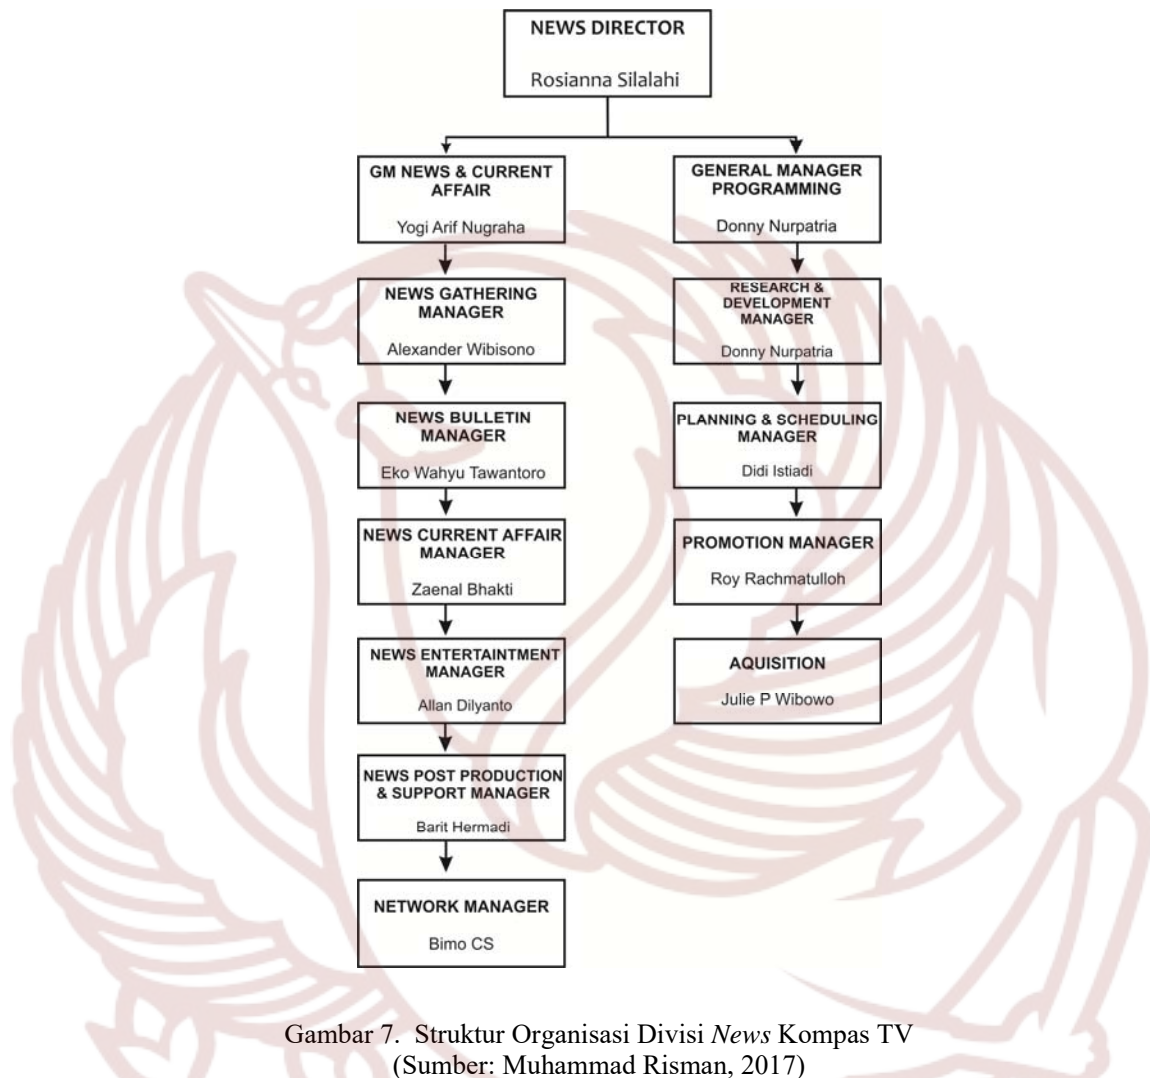 NEWS DIRECTOR
Rosianna Silalahi
GM NEWS & CURRENT
AFFAIR
Yogi Arif Nugraha
NEWS GATHERING
MANAGER
Alexander Wibisono
NEWS BULLETIN
MANAGER
Eko Wahyu Tawantoro
NEWS CURRENT AFFAIR
MANAGER
Zaenal Bhakti
NEWS ENTERTAINTMENT
MANAGER
Allan Dilyanto
NEWS POST PRODUCTION
& SUPPORT MANAGER
Barit Hermadi
NETWORK MANAGER
Bimo CS
GENERAL MANAGER
PROGRAMMING
Donny Nurpatria
RESEARCH &
DEVELOPMENT
MANAGER
Donny Nurpatria
PLANNING & SCHEDULING
MANAGER
Didi Istiadi
PROMOTION MANAGER
Roy Rachmatulloh
AQUISITION
Julie P Wibowo
Gambar 7. Struktur Organisasi Divisi News Kompas TV
(Sumber: Muhammad Risman, 2017)